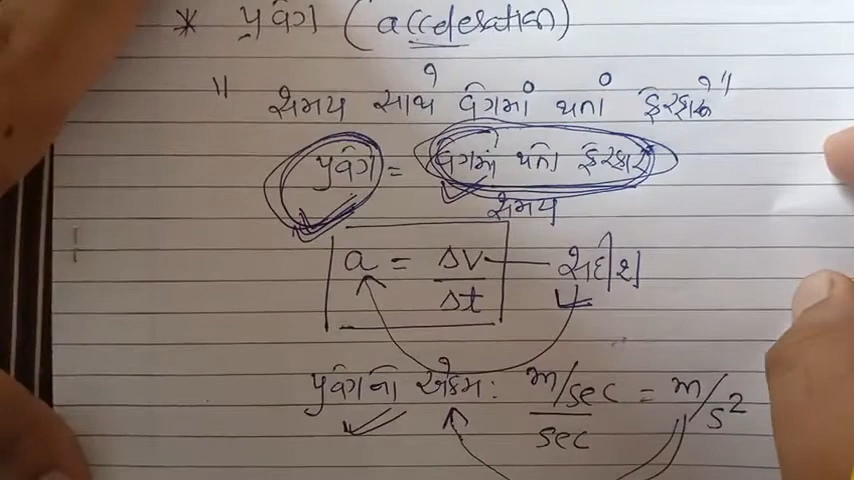 * પ્રવેગ (acceleration)
" સમય સાથે વેગમાં થતાં ફેરફારને "
પ્રવેગ = વેગમાં થતો ફેરફાર
સમય
a = Δv / Δt — સદીશ
પ્રવેગનો એકમ: m/sec / sec = m/s²